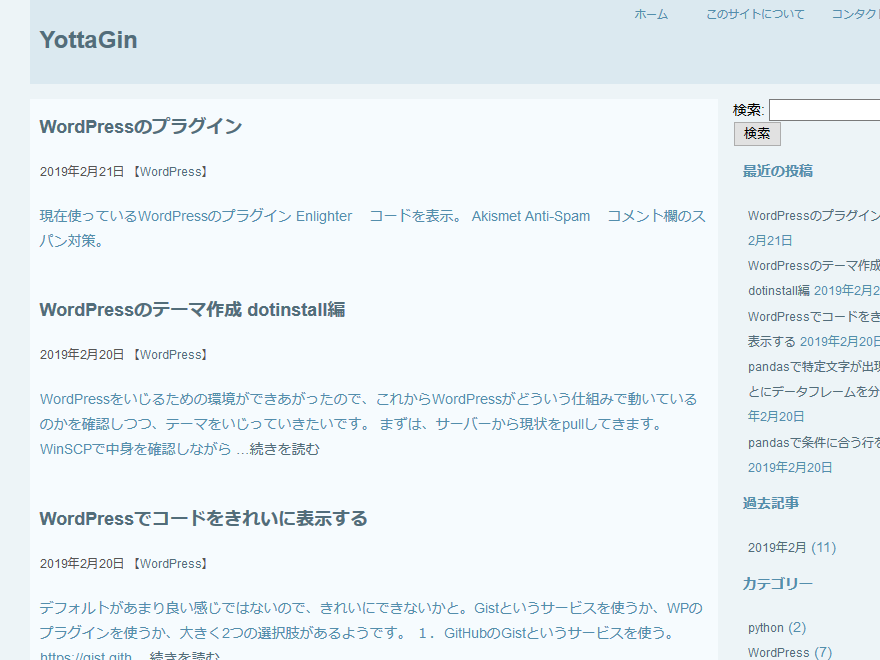 ホーム
このサイトについて
コンタク
YottaGin
WordPressのプラグイン
2019年2月21日 【WordPress】
現在使っているWordPressのプラグイン Enlighter　コードを表示。 Akismet Anti-Spam　コメント欄のス
パン対策。
WordPressのテーマ作成 dotinstall編
2019年2月20日 【WordPress】
WordPressをいじるための環境ができあがったので、これからWordPressがどういう仕組みで動いている
のかを確認しつつ、テーマをいじっていきたいです。 まずは、サーバーから現状をpullしてきます。
WinSCPで中身を確認しながら …続きを読む
WordPressでコードをきれいに表示する
2019年2月20日 【WordPress】
デフォルトがあまり良い感じではないので、きれいにできないかと。Gistというサービスを使うか、WPの
プラグインを使うか、大きく2つの選択肢があるようです。 １．GitHubのGistというサービスを使う。
https://gist.gith… 続きを読む
検索:
検索
最近の投稿
WordPressのプラグイン
2月21日
WordPressのテーマ作成
dotinstall編 2019年2月2
WordPressでコードをき
表示する 2019年2月20日
pandasで特定文字が出現
とにデータフレームを分
年2月20日
pandasで条件に合う行を
2019年2月20日
過去記事
2019年2月 (11)
カテゴリー
python (2)
WordPress (7)